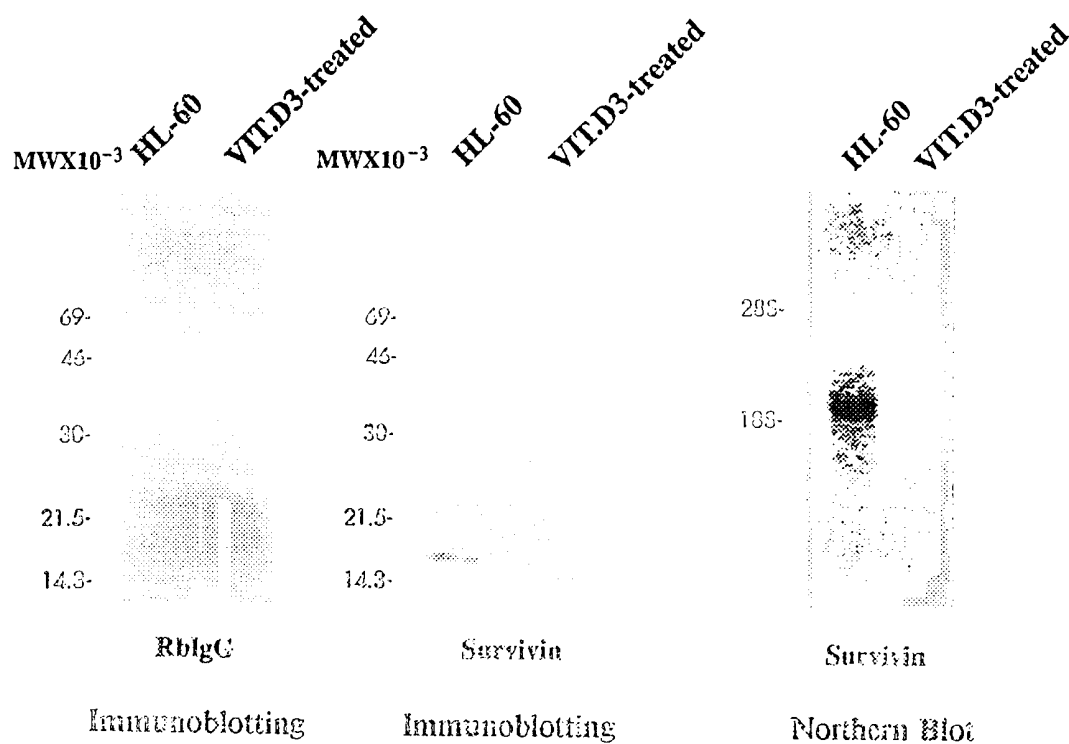 HL-60
VIT.D3-treated
MWX10⁻³
69-
46-
30-
21.5-
14.3-
RbIgG
Immunoblotting
HL-60
VIT.D3-treated
MWX10⁻³
69-
46-
30-
21.5-
14.3-
Survivin
Immunoblotting
HL-60
VIT.D3-treated
28S-
18S-
Survivin
Northern Blot